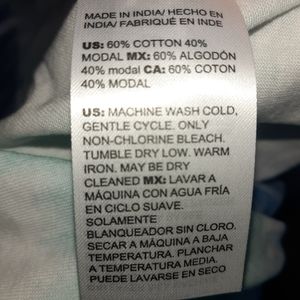 MADE IN INDIA/ HECHO EN
INDIA/ FABRIQUÉ EN INDE
US: 60% COTTON 40%
MODAL MX: 60% ALGODÓN
40% modal CA: 60% COTON
40% MODAL
US: MACHINE WASH COLD,
GENTLE CYCLE. ONLY
NON-CHLORINE BLEACH.
TUMBLE DRY LOW. WARM
IRON. MAY BE DRY
CLEANED MX: LAVAR A
MÁQUINA CON AGUA FRÍA
EN CICLO SUAVE.
SOLAMENTE
BLANQUEADOR SIN CLORO.
SECAR A MÁQUINA A BAJA
TEMPERATURA. PLANCHAR
A TEMPERATURA MEDIA.
PUEDE LAVARSE EN SECO